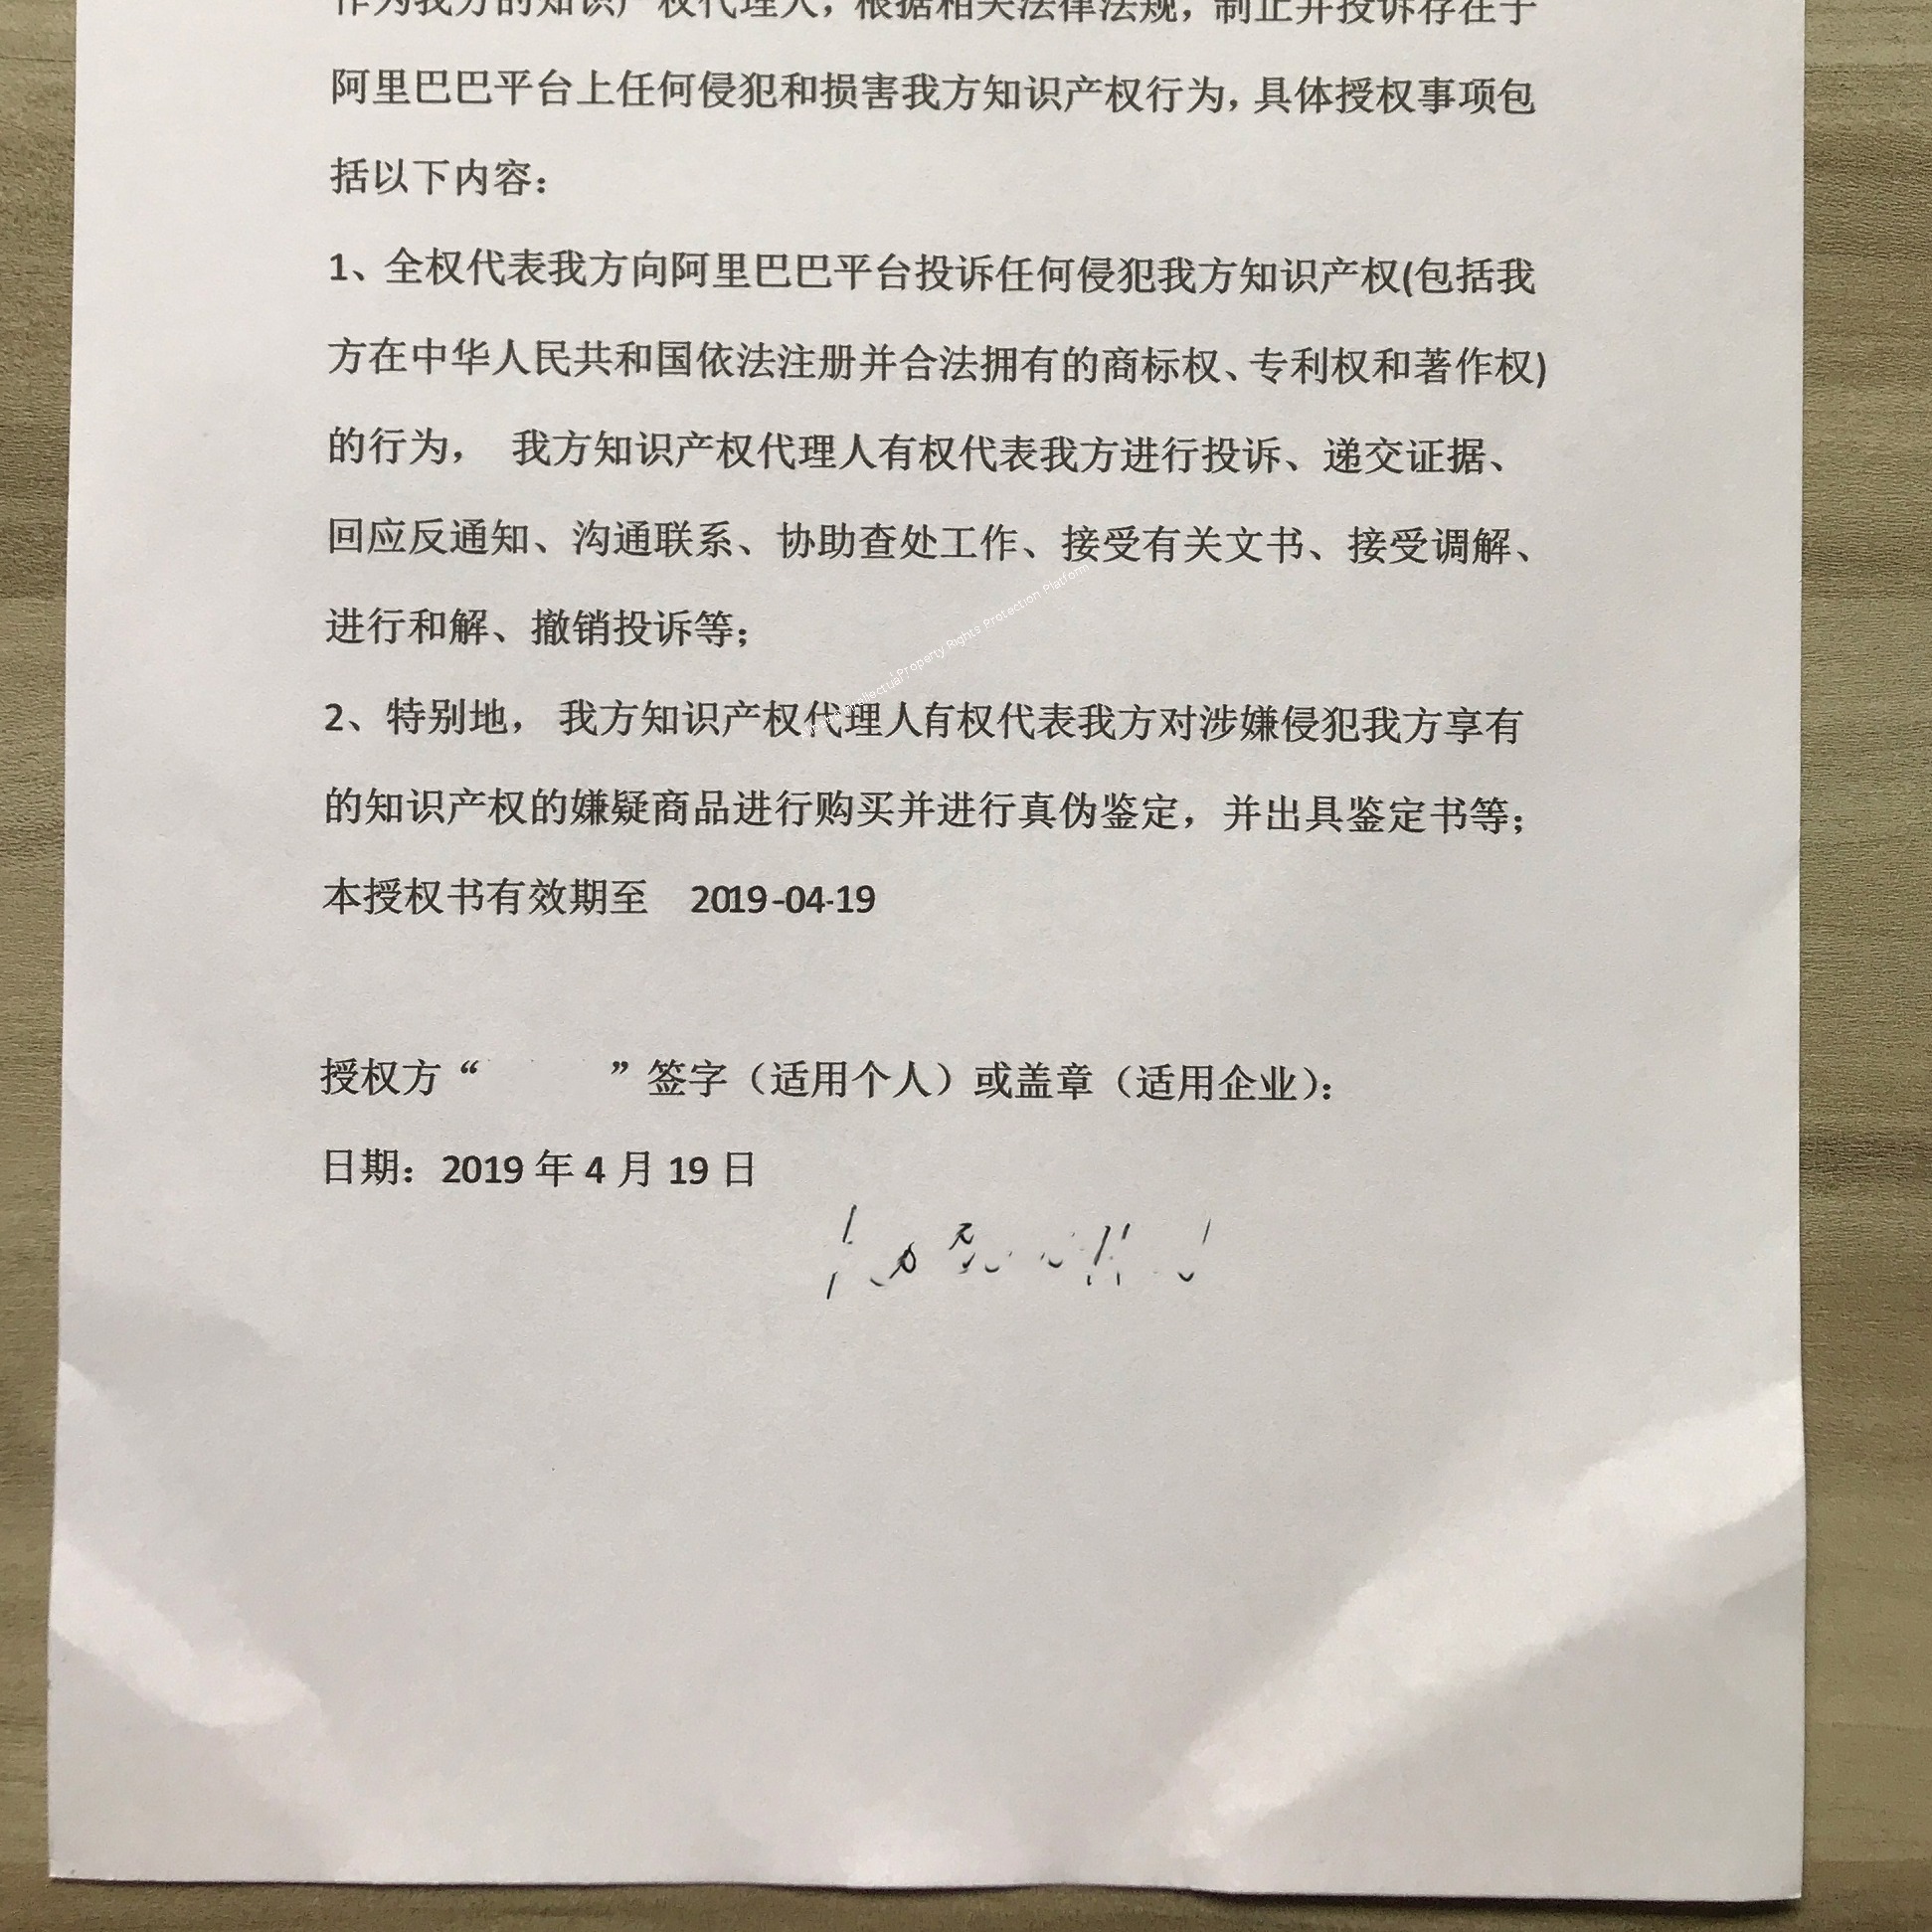 作为我方的知识产权代理人，根据相关法律法规，制止并投诉存在于
阿里巴巴平台上任何侵犯和损害我方知识产权行为，具体授权事项包
括以下内容：
1、全权代表我方向阿里巴巴平台投诉任何侵犯我方知识产权(包括我
方在中华人民共和国依法注册并合法拥有的商标权、专利权和著作权)
的行为， 我方知识产权代理人有权代表我方进行投诉、递交证据、
回应反通知、沟通联系、协助查处工作、接受有关文书、接受调解、
进行和解、撤销投诉等；
Intellectual Property Rights Protection Platform
2、特别地， 我方知识产权代理人有权代表我方对涉嫌侵犯我方享有
的知识产权的嫌疑商品进行购买并进行真伪鉴定，并出具鉴定书等；
本授权书有效期至 2019-04-19
授权方“ ”签字（适用个人）或盖章（适用企业）：
日期：2019 年 4 月 19 日